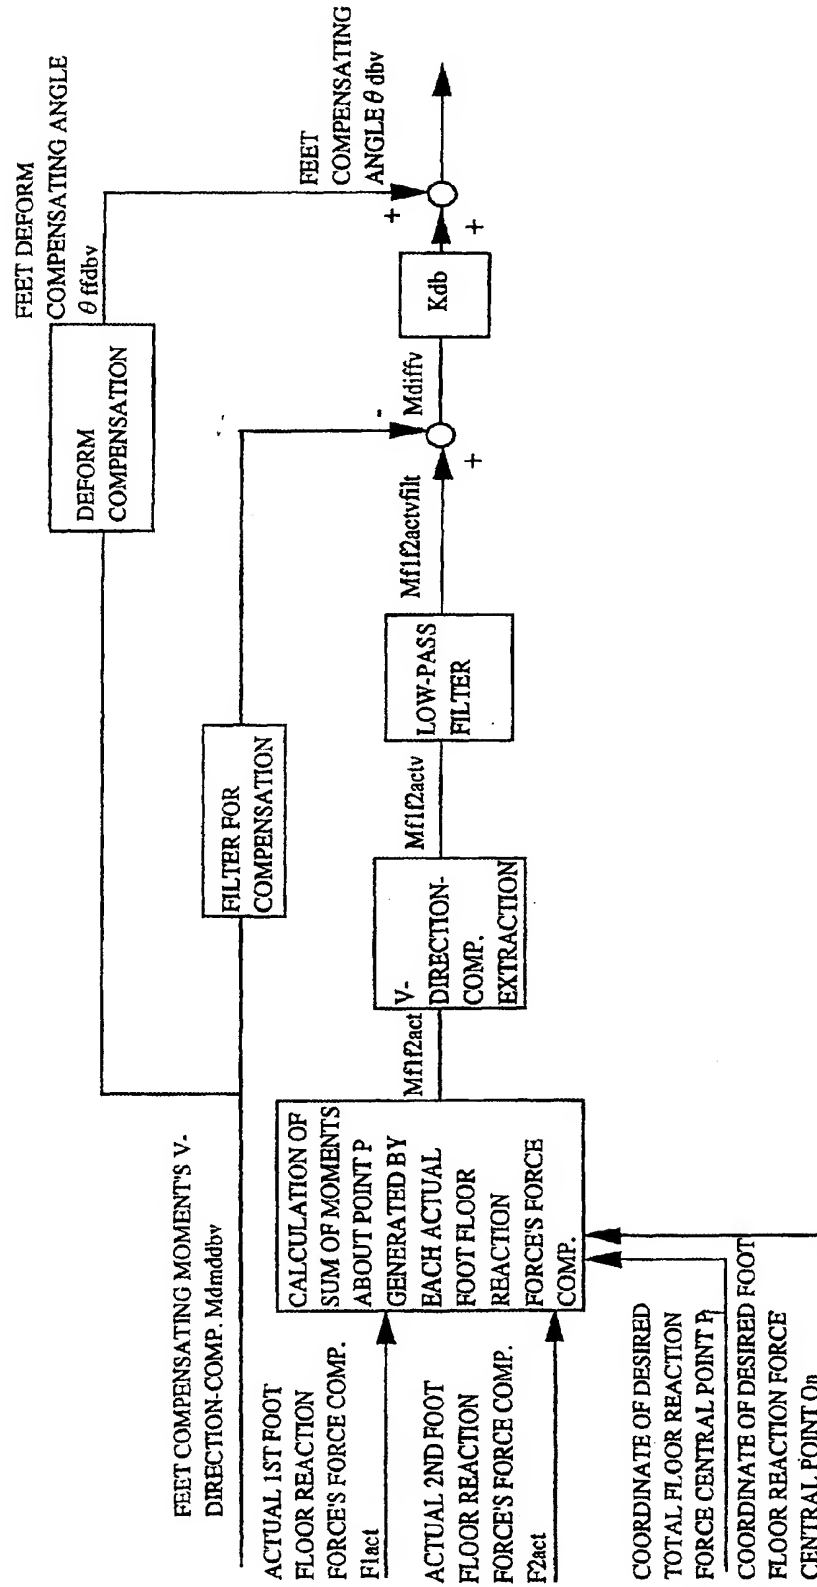 FEET COMPENSATING MOMENT'S V-
DIRECTION-COMP. Mdmddbv
ACTUAL 1ST FOOT
FLOOR REACTION
FORCE'S FORCE COMP.
F1act
ACTUAL 2ND FOOT
FLOOR REACTION
FORCE'S FORCE COMP.
F2act
COORDINATE OF DESIRED
TOTAL FLOOR REACTION
FORCE CENTRAL POINT P
COORDINATE OF DESIRED FOOT
FLOOR REACTION FORCE
CENTRAL POINT Qn
CALCULATION OF
SUM OF MOMENTS
ABOUT POINT P
GENERATED BY
EACH ACTUAL
FOOT FLOOR
REACTION
FORCE'S FORCE
COMP.
Mf1f2act
V-
DIRECTION-
COMP.
EXTRACTION
Mf1f2actv
LOW-PASS
FILTER
Mf1f2actvfilt
+
-
Mdiffv
Kdb
+
+
FILTER FOR
COMPENSATION
DEFORM
COMPENSATION
FEET DEFORM
COMPENSATING ANGLE
θ ffdbv
FEET
COMPENSATING
ANGLE θ dbv